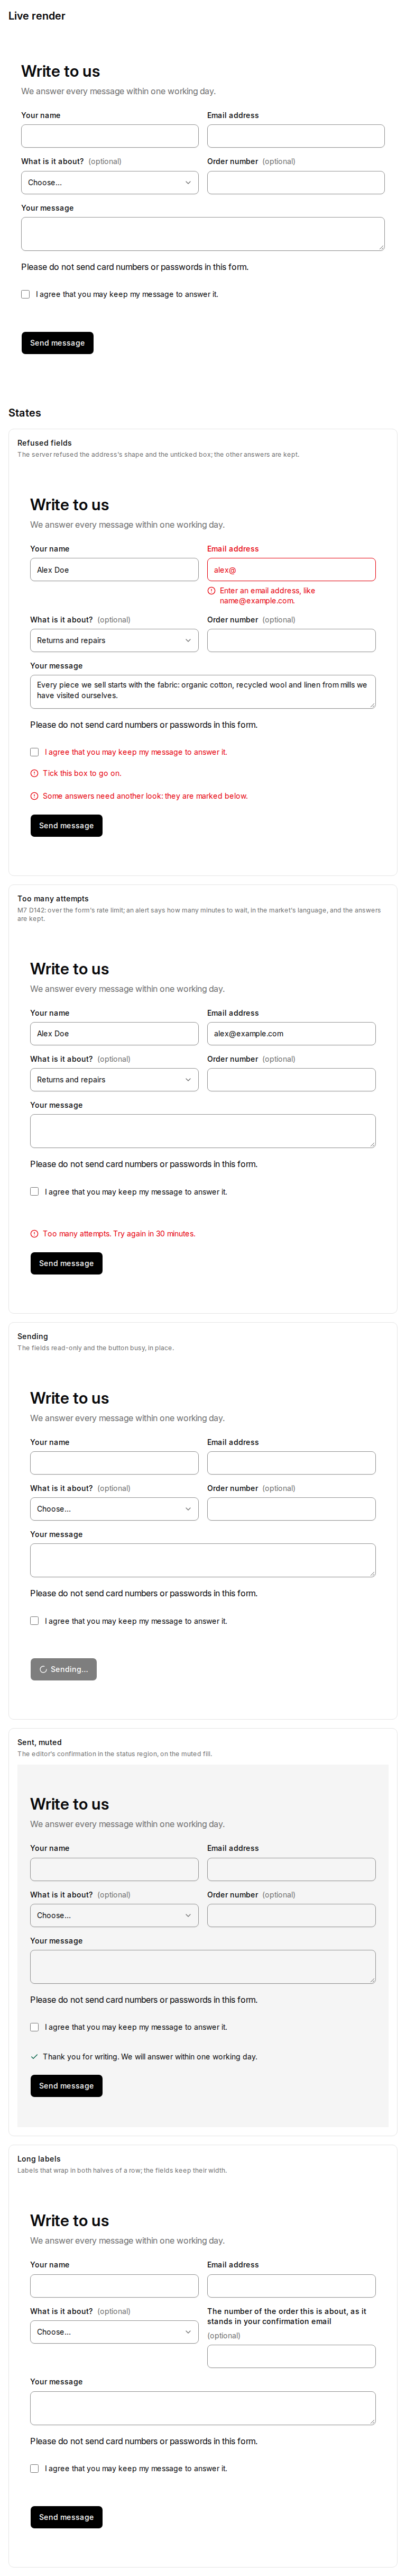 Live render
Write to us
We answer every message within one working day.
Your name
Email address
What is it about? (optional)
Order number (optional)
Choose...
Your message
Please do not send card numbers or passwords in this form.
I agree that you may keep my message to answer it.
Send message
States
Refused fields
The server refused the address's shape and the unticked box; the other answers are kept.
Write to us
We answer every message within one working day.
Your name
Email address
Alex Doe
alex@
Enter an email address, like
name@example.com.
What is it about? (optional)
Order number (optional)
Returns and repairs
Your message
Every piece we sell starts with the fabric: organic cotton, recycled wool and linen from mills we
have visited ourselves.
Please do not send card numbers or passwords in this form.
I agree that you may keep my message to answer it.
Tick this box to go on.
Some answers need another look: they are marked below.
Send message
Too many attempts
M7 D142: over the form's rate limit; an alert says how many minutes to wait, in the market's language, and the answers
are kept.
Write to us
We answer every message within one working day.
Your name
Email address
Alex Doe
alex@example.com
What is it about? (optional)
Order number (optional)
Returns and repairs
Your message
Please do not send card numbers or passwords in this form.
I agree that you may keep my message to answer it.
Too many attempts. Try again in 30 minutes.
Send message
Sending
The fields read-only and the button busy, in place.
Write to us
We answer every message within one working day.
Your name
Email address
What is it about? (optional)
Order number (optional)
Choose...
Your message
Please do not send card numbers or passwords in this form.
I agree that you may keep my message to answer it.
Sending...
Sent, muted
The editor's confirmation in the status region, on the muted fill.
Write to us
We answer every message within one working day.
Your name
Email address
What is it about? (optional)
Order number (optional)
Choose...
Your message
Please do not send card numbers or passwords in this form.
I agree that you may keep my message to answer it.
Thank you for writing. We will answer within one working day.
Send message
Long labels
Labels that wrap in both halves of a row; the fields keep their width.
Write to us
We answer every message within one working day.
Your name
Email address
What is it about? (optional)
The number of the order this is about, as it
stands in your confirmation email
(optional)
Choose...
Your message
Please do not send card numbers or passwords in this form.
I agree that you may keep my message to answer it.
Send message